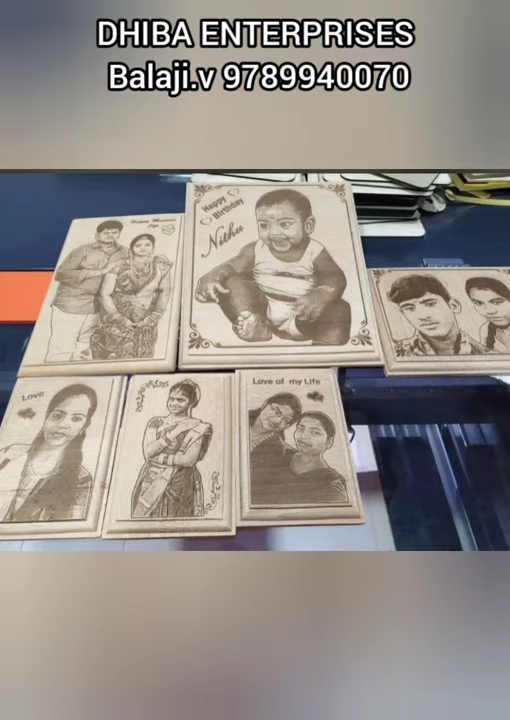 DHIBA ENTERPRISES
Balaji.v 9789940070
Happy
Birthday
Nithu
Love
Love of my Life